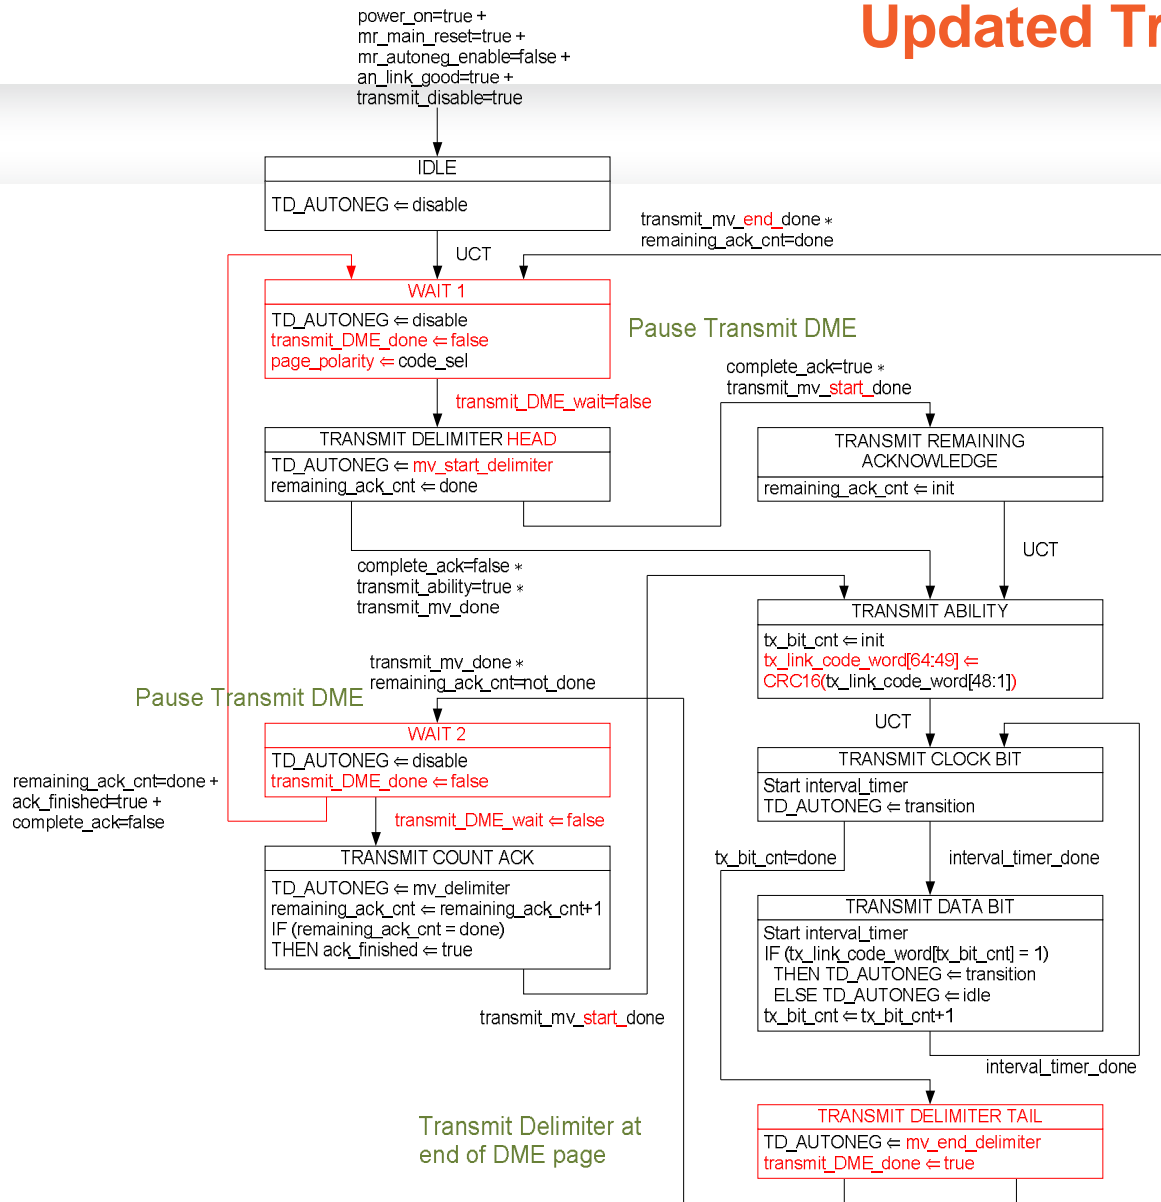 Updated Tr
power_on=true +
mr_main_reset=true +
mr_autoneg_enable=false +
an_link_good=true +
transmit_disable=true
IDLE
TD_AUTONEG ⇐ disable
UCT
transmit_mv_end_done *
remaining_ack_cnt=done
WAIT 1
TD_AUTONEG ⇐ disable
transmit_DME_done ⇐ false
page_polarity ⇐ code_sel
Pause Transmit DME
transmit_DME_wait=false
complete_ack=true *
transmit_mv_start_done
TRANSMIT DELIMITER HEAD
TD_AUTONEG ⇐ mv_start_delimiter
remaining_ack_cnt ⇐ done
TRANSMIT REMAINING
ACKNOWLEDGE
remaining_ack_cnt ⇐ init
UCT
complete_ack=false *
transmit_ability=true *
transmit_mv_done
TRANSMIT ABILITY
tx_bit_cnt ⇐ init
tx_link_code_word[64:49] ⇐
CRC16(tx_link_code_word[48:1])
UCT
transmit_mv_done *
remaining_ack_cnt=not_done
Pause Transmit DME
WAIT 2
TD_AUTONEG ⇐ disable
transmit_DME_done ⇐ false
remaining_ack_cnt=done +
ack_finished=true +
complete_ack=false
transmit_DME_wait ⇐ false
TRANSMIT CLOCK BIT
Start interval_timer
TD_AUTONEG ⇐ transition
tx_bit_cnt=done
interval_timer_done
TRANSMIT COUNT ACK
TD_AUTONEG ⇐ mv_delimiter
remaining_ack_cnt ⇐ remaining_ack_cnt+1
IF (remaining_ack_cnt = done)
THEN ack_finished ⇐ true
transmit_mv_start_done
TRANSMIT DATA BIT
Start interval_timer
IF (tx_link_code_word[tx_bit_cnt] = 1)
THEN TD_AUTONEG ⇐ transition
ELSE TD_AUTONEG ⇐ idle
tx_bit_cnt ⇐ tx_bit_cnt+1
interval_timer_done
Transmit Delimiter at
end of DME page
TRANSMIT DELIMITER TAIL
TD_AUTONEG ⇐ mv_end_delimiter
transmit_DME_done ⇐ true